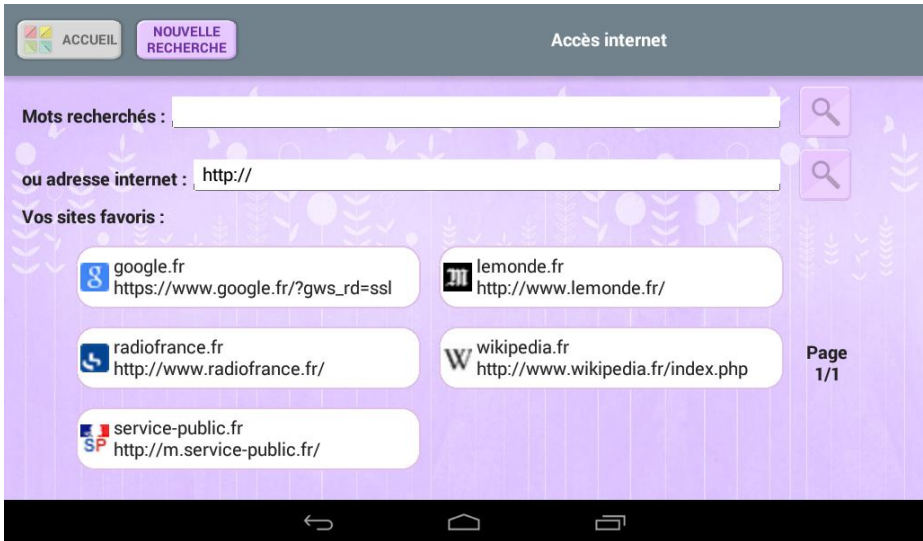 ACCUEIL
NOUVELLE
RECHERCHE
Accès internet
Mots recherchés :
ou adresse internet : http://
Vos sites favoris :
google.fr
https://www.google.fr/?gws_rd=ssl
lemonde.fr
http://www.lemonde.fr/
radiofrance.fr
http://www.radiofrance.fr/
wikipedia.fr
http://www.wikipedia.fr/index.php
Page
1/1
SP
service-public.fr
http://m.service-public.fr/